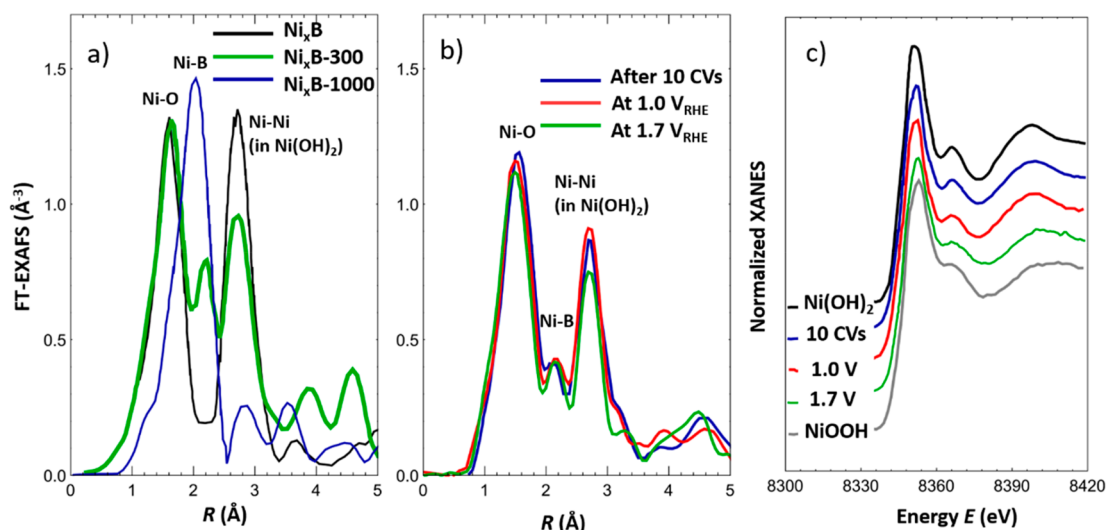 a)
NiₓB
NiₓB-300
NiₓB-1000
Ni-B
Ni-O
Ni-Ni
(in Ni(OH)₂)
FT-EXAFS (Å⁻³)
1.5
1.0
0.5
0.0
0 1 2 3 4 5
R (Å)
b)
After 10 CVs
At 1.0 V_RHE
At 1.7 V_RHE
Ni-O
Ni-Ni
(in Ni(OH)₂)
Ni-B
1.5
1.0
0.5
0.0
0 1 2 3 4 5
R (Å)
c)
Normalized XANES
Ni(OH)₂
10 CVs
1.0 V
1.7 V
NiOOH
8300 8330 8360 8390 8420
Energy E (eV)